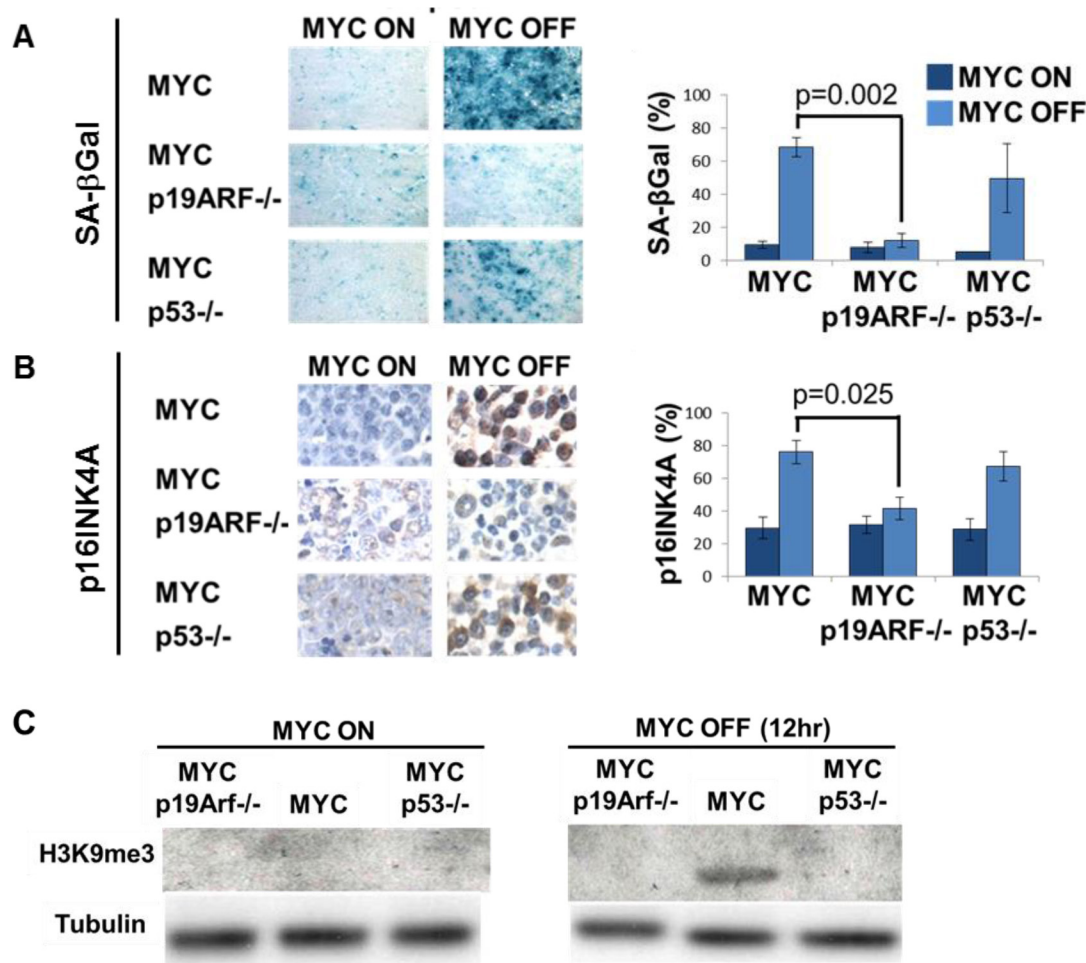 A
SA-βGal
MYC ON MYC OFF
MYC
MYC
p19ARF-/-
MYC
p53-/-
MYC ON
MYC OFF
p=0.002
SA-βGal (%)
100
80
60
40
20
0
MYC MYC MYC
p19ARF-/- p53-/-
B
p16INK4A
MYC ON MYC OFF
MYC
MYC
p19ARF-/-
MYC
p53-/-
p=0.025
p16INK4A (%)
100
80
60
40
20
0
MYC MYC MYC
p19ARF-/- p53-/-
C
MYC ON
MYC
p19Arf-/-
MYC
MYC
p53-/-
MYC OFF (12hr)
MYC
p19Arf-/-
MYC
MYC
p53-/-
H3K9me3
Tubulin